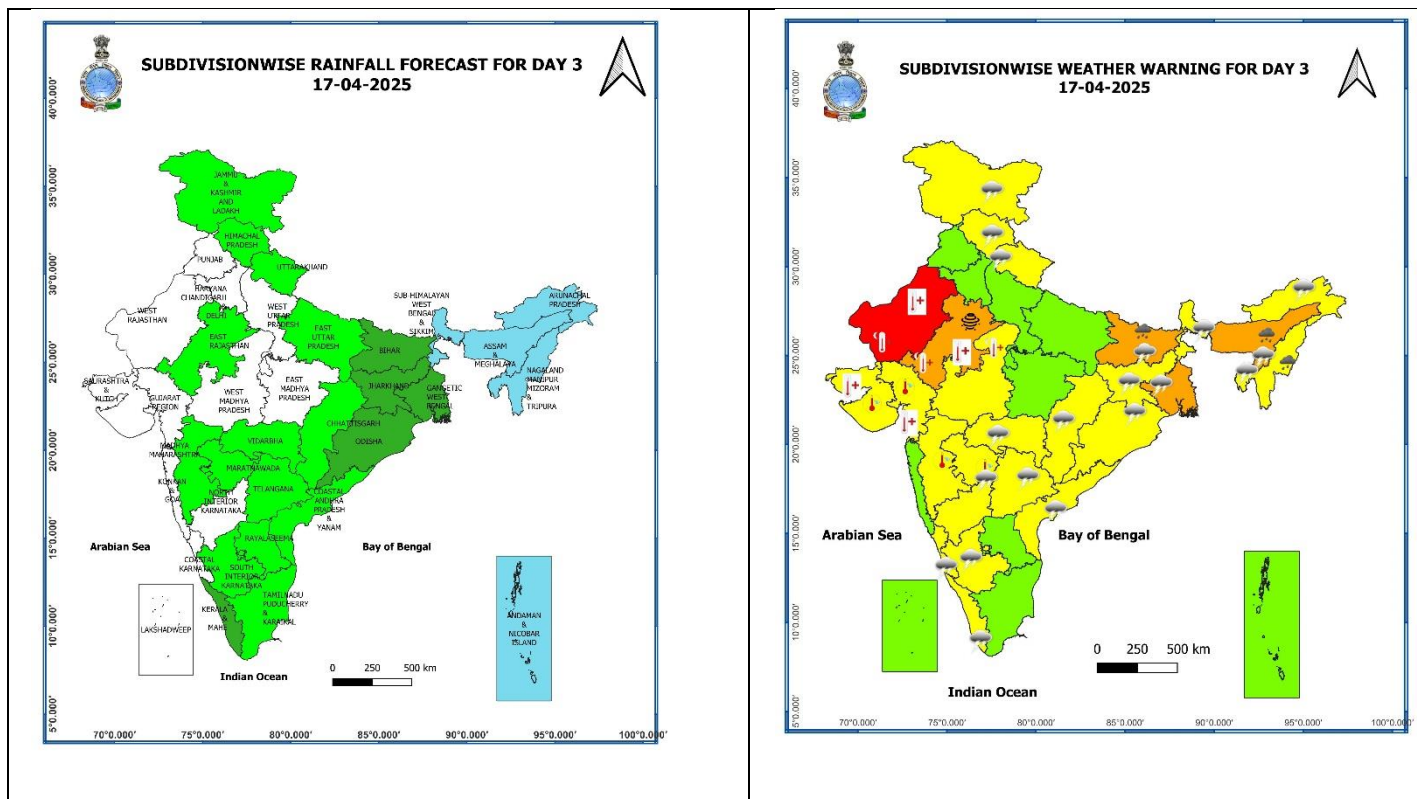 SUBDIVISIONWISE RAINFALL FORECAST FOR DAY 3
17-04-2025
40°0.000'
35°0.000'
30°0.000'
25°0.000'
20°0.000'
15°0.000'
10°0.000'
5°0.000'
JAMMU
&
KASHMIR
AND
LADAKH
HIMACHAL
PRADESH
PUNJAB
UTTARAKHAND
HARYANA
CHANDIGARH
DELHI
WEST
RAJASTHAN
WEST
UTTAR
PRADESH
EAST
RAJASTHAN
EAST
UTTAR
PRADESH
SUB HIMALAYAN
WEST
BENGAL
&
SIKKIM
ARUNACHAL
PRADESH
ASSAM
&
MEGHALAYA
NAGALAND
MANIPUR
MIZORAM
&
TRIPURA
BIHAR
JHARKHAND
GANGETIC
WEST
BENGAL
SAURASHTRA
&
KUTCH
GUJARAT
REGION
WEST
MADHYA
PRADESH
EAST
MADHYA
PRADESH
CHHATTISGARH
ODISHA
MADHYA
MAHARASHTRA
VIDARBHA
MARATHAWADA
KONKAN
&
GOA
NORTH
INTERIOR
KARNATAKA
TELANGANA
COASTAL
ANDHRA
PRADESH
&
YANAM
RAYALASEEMA
COASTAL
KARNATAKA
SOUTH
INTERIOR
KARNATAKA
TAMILNADU
PUDUCHERRY
&
KARAIKAL
KERALA
MAHE
LAKSHADWEEP
ANDAMAN
&
NICOBAR
ISLAND
Arabian Sea
Bay of Bengal
Indian Ocean
0 250 500 km
70°0.000' 75°0.000' 80°0.000' 85°0.000' 90°0.000' 95°0.000' 100°0.000'
SUBDIVISIONWISE WEATHER WARNING FOR DAY 3
17-04-2025
40°0.000'
35°0.000'
30°0.000'
25°0.000'
20°0.000'
15°0.000'
10°0.000'
5°0.000'
Arabian Sea
Bay of Bengal
Indian Ocean
0 250 500 km
70°0.000' 75°0.000' 80°0.000' 85°0.000' 90°0.000' 95°0.000' 100°0.000'